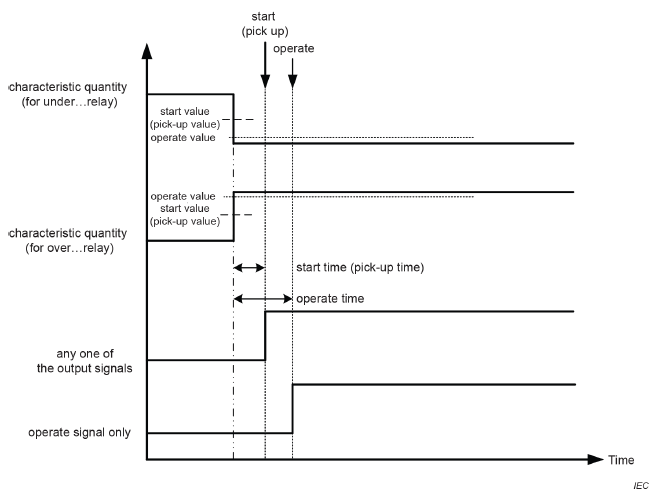 start
(pick up)
operate
characteristic quantity
(for under...relay)
start value
(pick-up value)
operate value
operate value
start value
(pick-up value)
characteristic quantity
(for over...relay)
start time (pick-up time)
operate time
any one of
the output signals
operate signal only
Time
IEC